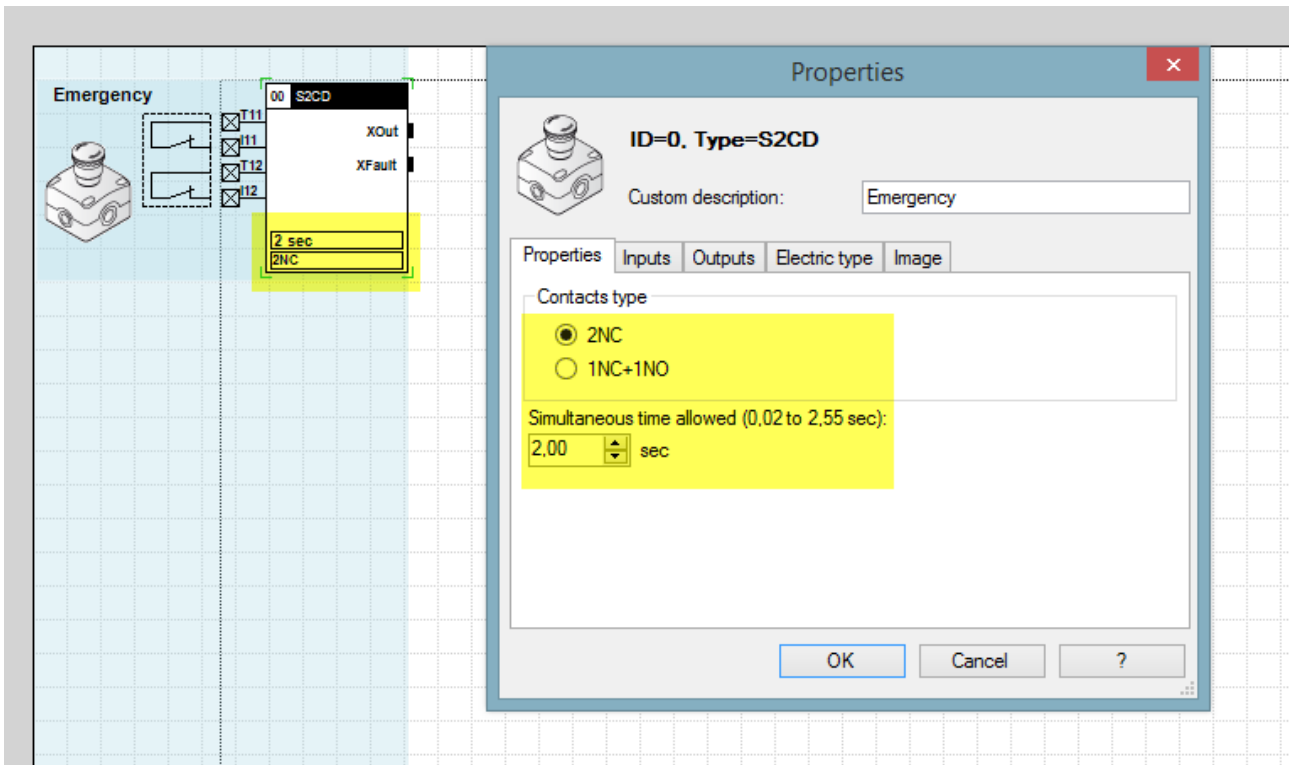 Emergency
00 S2CD
T11
I11
T12
I12
XOut
XFault
2 sec
2NC
Properties
ID=0, Type=S2CD
Custom description: Emergency
Properties Inputs Outputs Electric type Image
Contacts type
2NC
1NC+1NO
Simultaneous time allowed (0,02 to 2,55 sec):
2,00 sec
OK Cancel ?